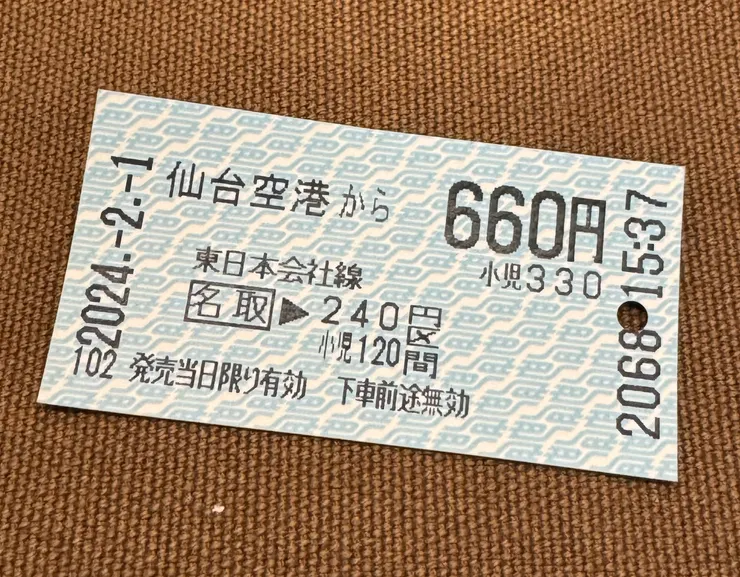 2024.-2.-1
仙台空港から 660円
小児330
東日本会社線
名取▶240円区間
小児120
102 発売当日限り有効 下車前途無効
2068 15:37